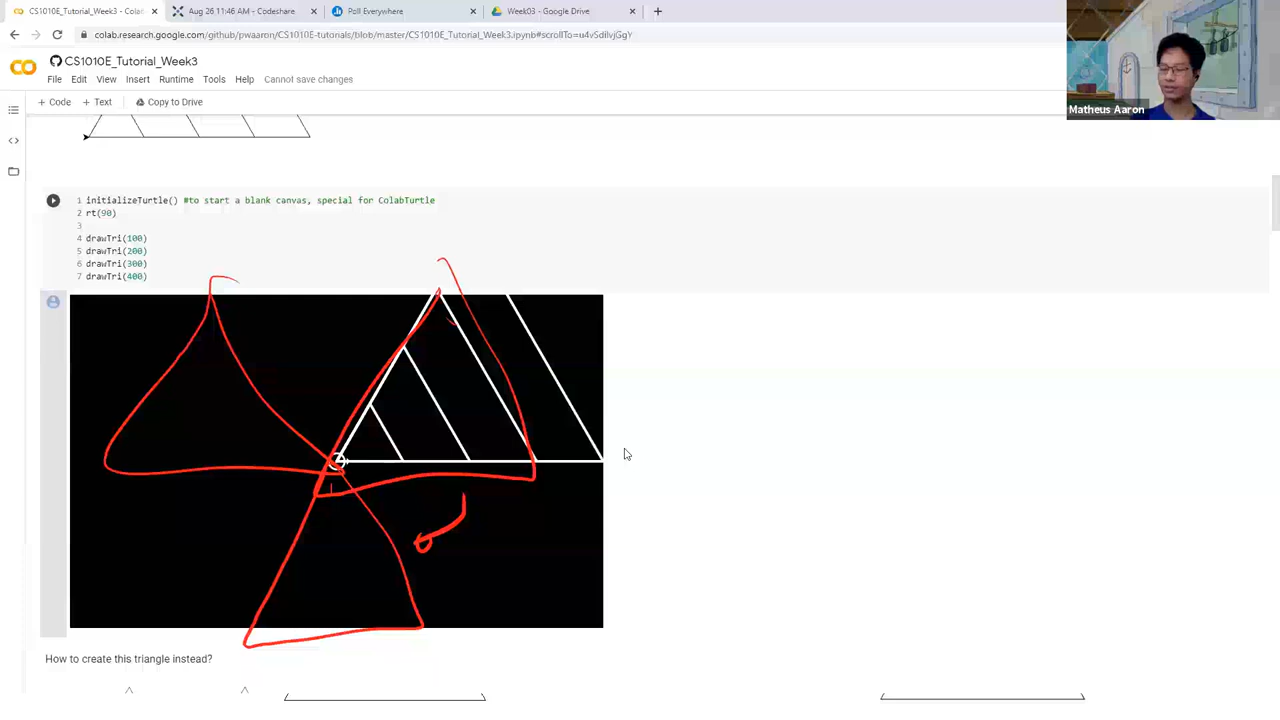 CS1010E_Tutorial_Week3 - Cola
Aug 26 11:46 AM - Codeshare
Poll Everywhere
Week03 - Google Drive
colab.research.google.com/github/pwaaron/CS1010E-tutorials/blob/master/CS1010E_Tutorial_Week3.ipynb#scrollTo=u4vSdilvjGgY
CS1010E_Tutorial_Week3
File Edit View Insert Runtime Tools Help Cannot save changes
+ Code + Text Copy to Drive
Matheus Aaron
1 initializeTurtle() #to start a blank canvas, special for ColabTurtle
2 rt(90)
3
4 drawTri(100)
5 drawTri(200)
6 drawTri(300)
7 drawTri(400)
How to create this triangle instead?